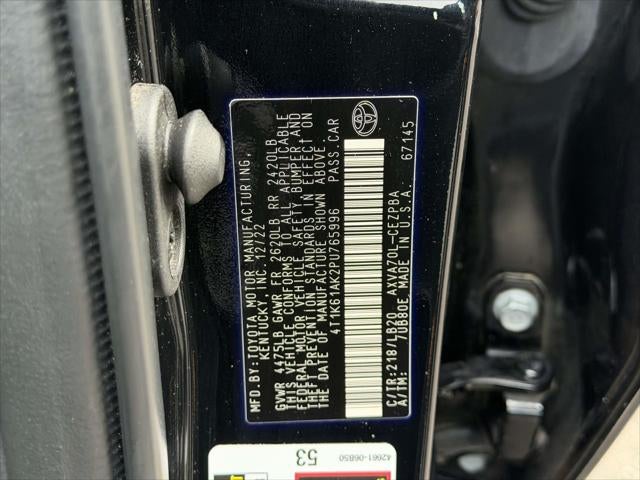 MFD. BY: TOYOTA MOTOR MANUFACTURING,
KENTUCKY, INC. 12/22
GVWR 4475LB GAWR FR 2620LB RR 2420LB
THIS VEHICLE CONFORMS TO ALL APPLICABLE
FEDERAL MOTOR VEHICLE SAFETY, BUMPER AND
THEFT PREVENTION STANDARDS IN EFFECT ON
THE DATE OF MANUFACTURE SHOWN ABOVE.
4T1K61AK2PU765996 PASS.CAR
C/TR:218/LB20 AXVA70L-CEZPBA
A/TM: 7UB80E MADE IN U.S.A. 67145
42661-06B50
53